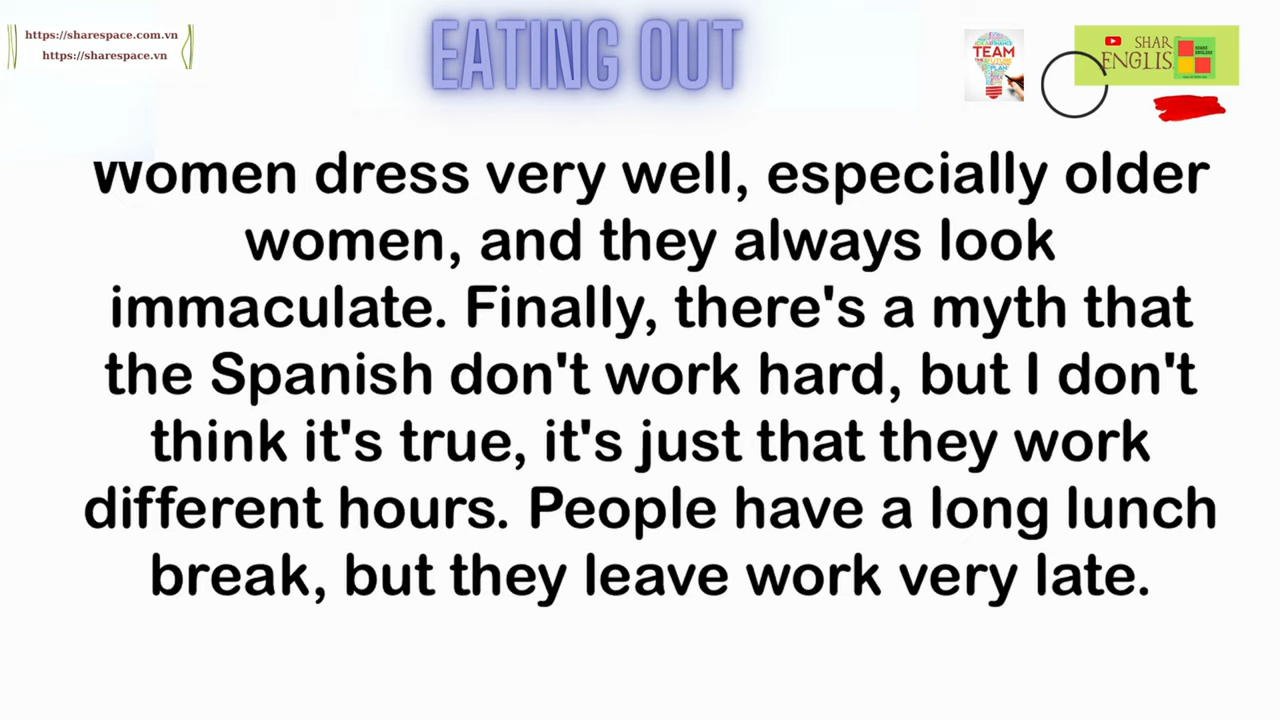 https://sharespace.com.vn
https://sharespace.vn
EATING OUT
TEAM
PLAN
SHAR
ENGLIS
Women dress very well, especially older
women, and they always look
immaculate. Finally, there's a myth that
the Spanish don't work hard, but I don't
think it's true, it's just that they work
different hours. People have a long lunch
break, but they leave work very late.